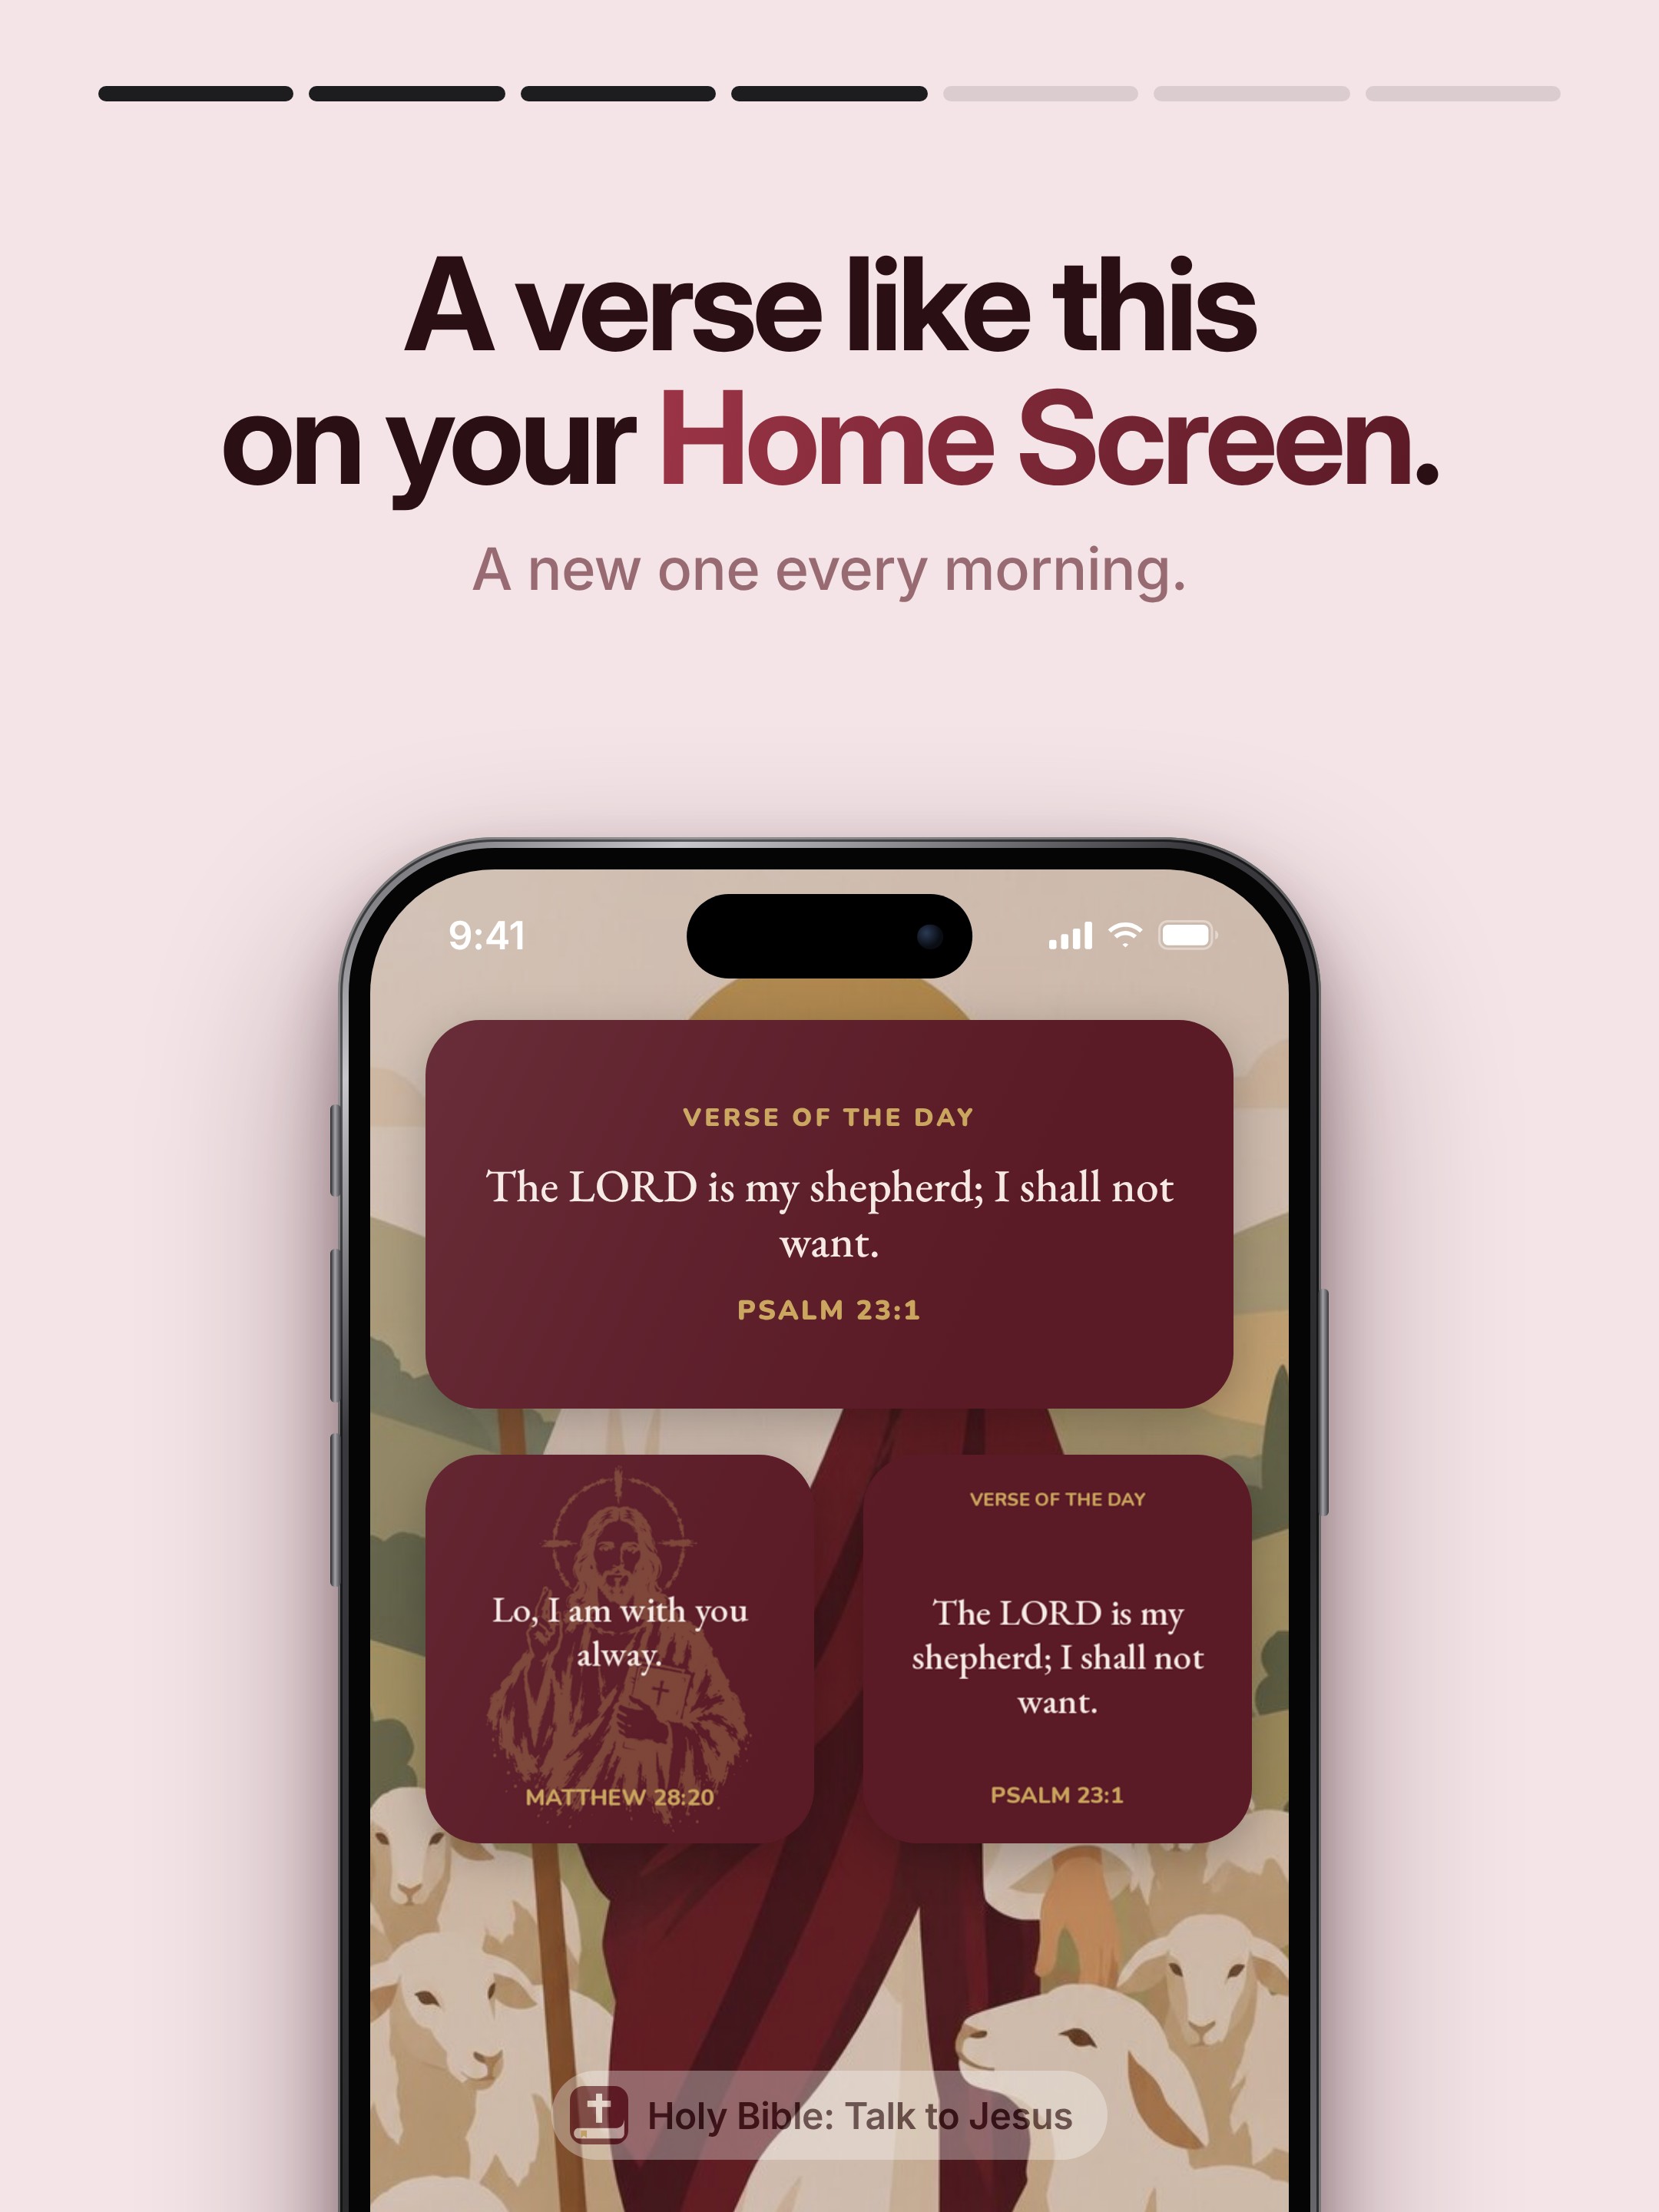 A verse like this
on your Home Screen.
A new one every morning.
9:41
VERSE OF THE DAY
The LORD is my shepherd; I shall not
want.
PSALM 23:1
Lo, I am with you
alway.
MATTHEW 28:20
VERSE OF THE DAY
The LORD is my
shepherd; I shall not
want.
PSALM 23:1
Holy Bible: Talk to Jesus